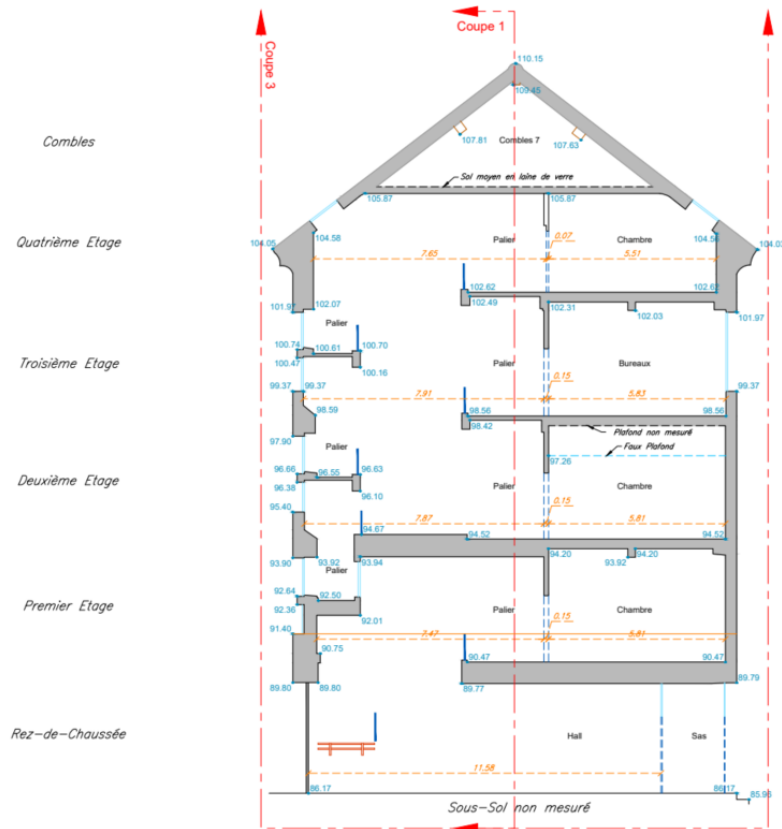 Coupe 1
Coupe 3
110.15
109.45
Combles
107.81
Combles 7
107.63
Sol moyen en laine de verre
105.87
105.87
Quatrième Etage
104.05
104.58
Palier
0.07
Chambre
104.56
104.03
7.65
5.51
102.62
102.62
102.49
102.31
102.03
101.97
102.07
101.97
Palier
100.74
100.61
100.70
100.47
100.16
Troisième Etage
Palier
Bureaux
0.15
99.37
99.37
99.37
7.91
5.83
98.59
98.56
98.56
98.42
Plafond non mesuré
97.90
Palier
Faux Plafond
97.26
96.66
96.55
96.63
96.38
96.10
Deuxième Etage
Palier
Chambre
0.15
7.87
5.81
95.40
94.67
94.52
94.52
94.20
94.20
93.90
93.92
93.94
93.92
Palier
92.64
92.50
92.36
92.01
Premier Etage
Palier
Chambre
0.15
91.40
7.47
5.81
90.75
90.47
90.47
89.80
89.80
89.77
89.79
Rez-de-Chaussée
Hall
Sas
11.58
86.17
86.17
85.96
Sous-Sol non mesuré